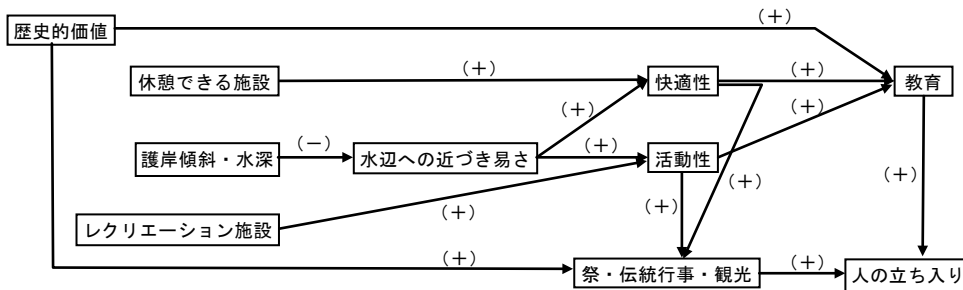 (+)
歴史的価値
休憩できる施設
(+)
快適性
(+)
教育
(+)
(+)
護岸傾斜・水深
(-)
水辺への近づき易さ
(+)
活動性
(+)
(+)
(+)
レクリエーション施設
(+)
(+)
祭・伝統行事・観光
(+)
人の立ち入り